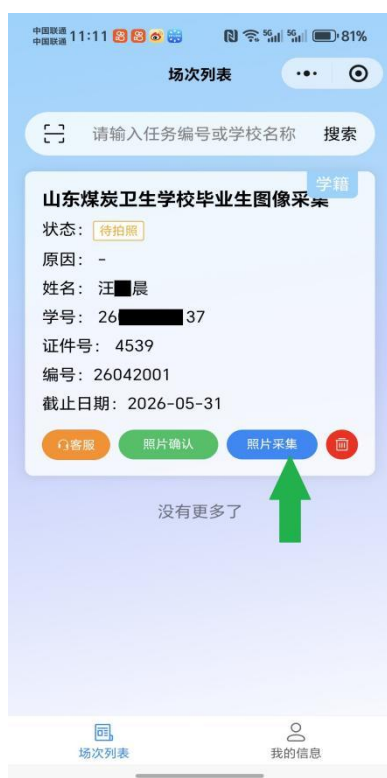 中国联通
中国联通 11:11 81%
场次列表
请输入任务编号或学校名称 搜索
学籍
山东煤炭卫生学校毕业生图像采集
状态: 待拍照
原因: -
姓名: 汪 晨
学号: 26 37
证件号: 4539
编号: 26042001
截止日期: 2026-05-31
客服 照片确认 照片采集
没有更多了
场次列表 我的信息